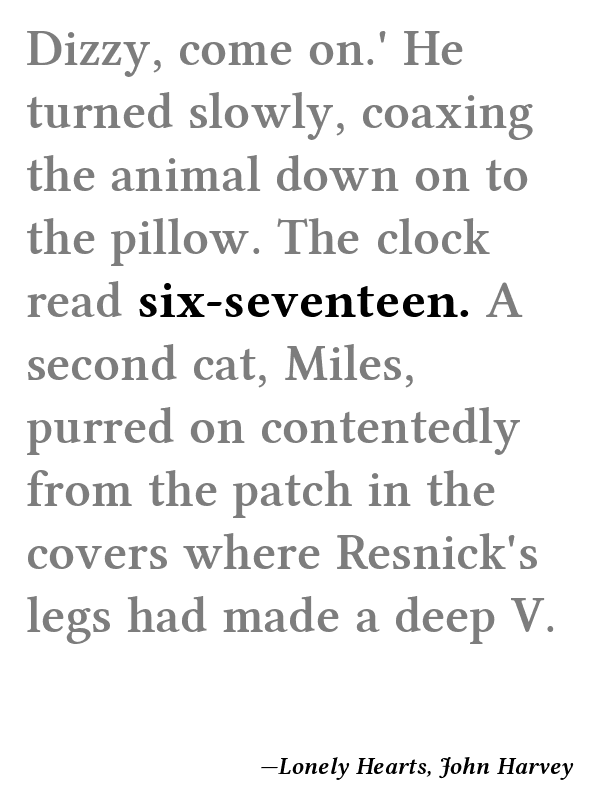 Dizzy, come on.' He
turned slowly, coaxing
the animal down on to
the pillow. The clock
read six-seventeen. A
second cat, Miles,
purred on contentedly
from the patch in the
covers where Resnick's
legs had made a deep V.
—Lonely Hearts, John Harvey